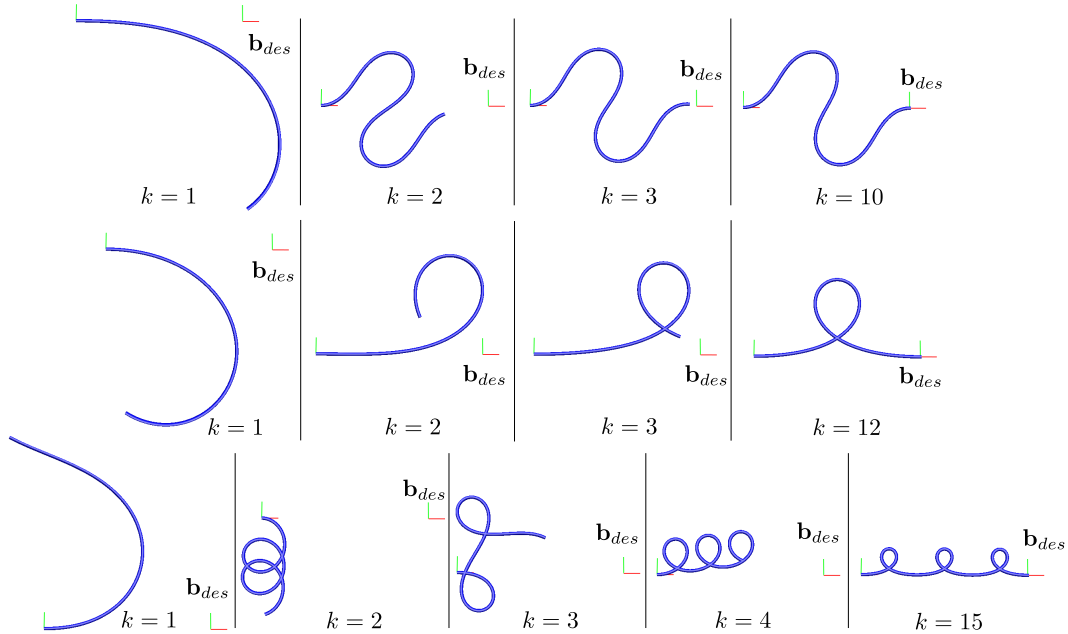 b_des
b_des
b_des
b_des
k = 1
k = 2
k = 3
k = 10
b_des
b_des
b_des
b_des
k = 1
k = 2
k = 3
k = 12
b_des
b_des
b_des
b_des
b_des
k = 1
k = 2
k = 3
k = 4
k = 15